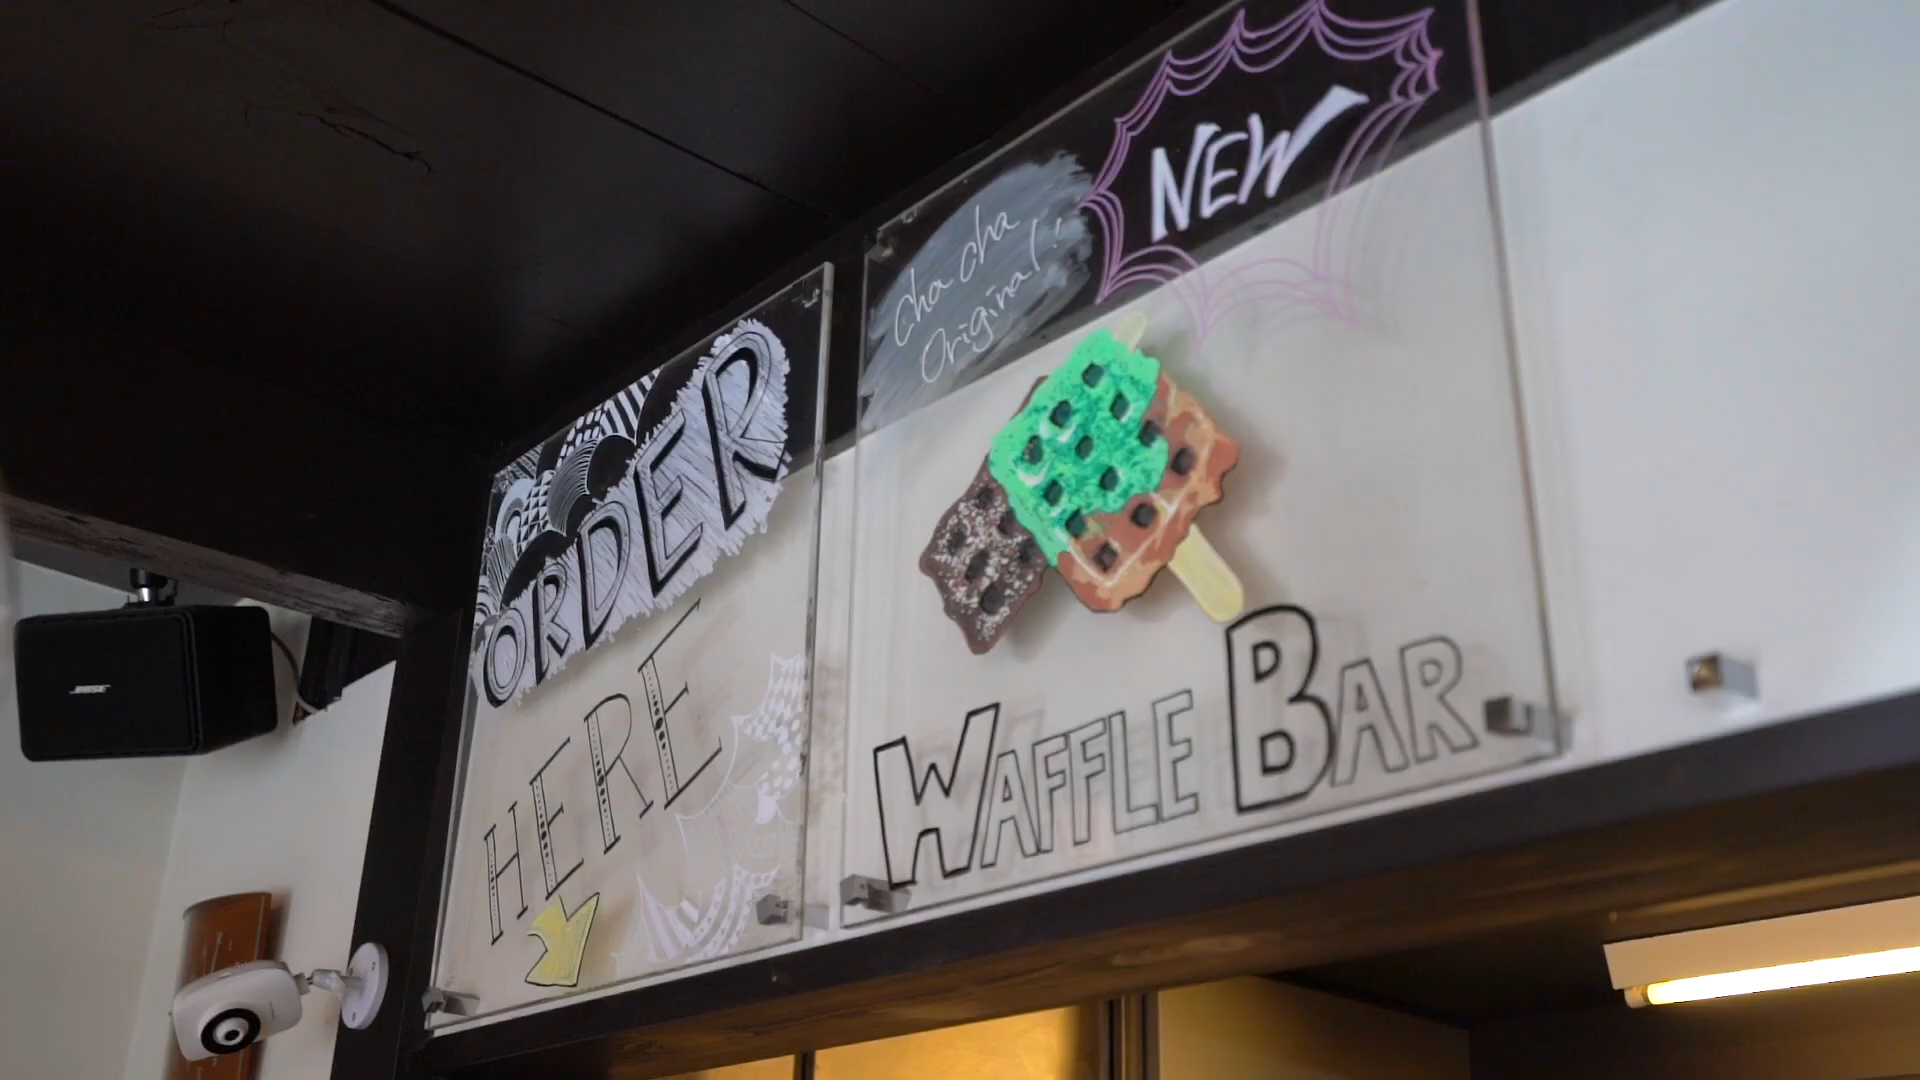 ORDER
HERE
cha cha
Original!!
NEW
WAFFLE BAR
BOSE